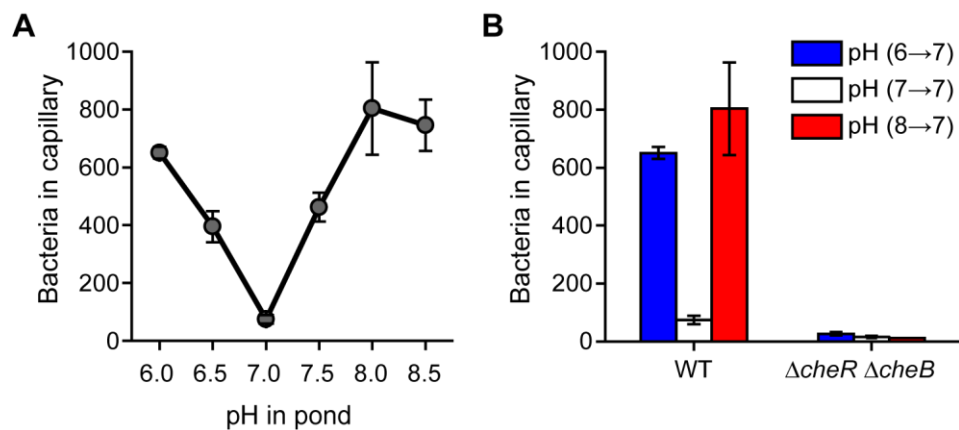 A
1000
800
600
400
200
0
Bacteria in capillary
6.0 6.5 7.0 7.5 8.0 8.5
pH in pond
B
1000
800
600
400
200
0
Bacteria in capillary
pH (6→7)
pH (7→7)
pH (8→7)
WT ΔcheR ΔcheB